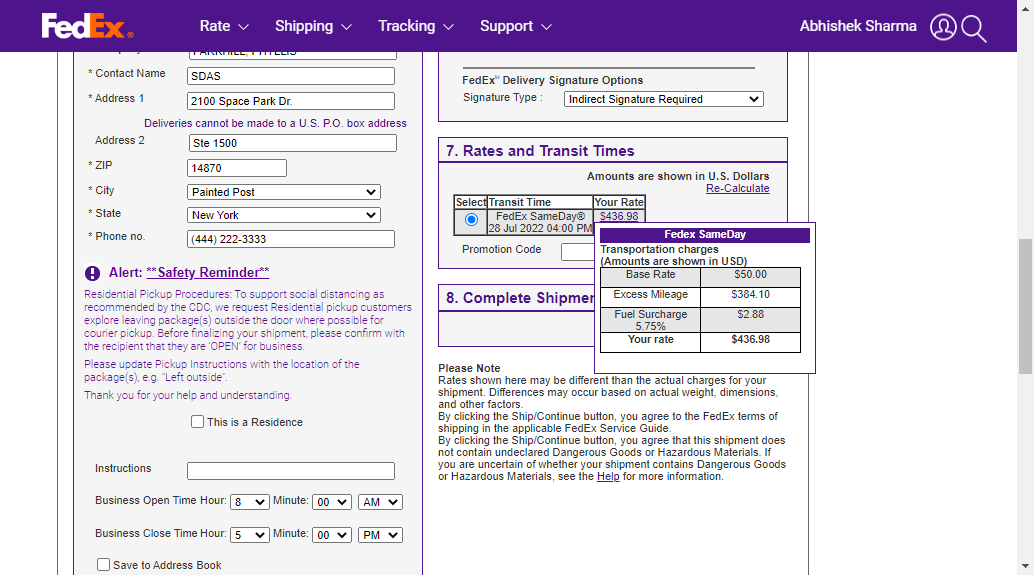 FedEx®
Rate
Shipping
Tracking
Support
Abhishek Sharma
PARKHILL, PHYLLIS
* Contact Name
SDAS
* Address 1
2100 Space Park Dr.
Deliveries cannot be made to a U.S. P.O. box address
Address 2
Ste 1500
* ZIP
14870
* City
Painted Post
* State
New York
* Phone no.
(444) 222-3333
Alert: **Safety Reminder**
Residential Pickup Procedures: To support social distancing as
recommended by the CDC, we request Residential pickup customers
explore leaving package(s) outside the door where possible for
courier pickup. Before finalizing your shipment, please confirm with
the recipient that they are 'OPEN' for business.
Please update Pickup Instructions with the location of the
package(s), e.g. "Left outside".
Thank you for your help and understanding.
This is a Residence
Instructions
Business Open Time Hour: 8 Minute: 00 AM
Business Close Time Hour: 5 Minute: 00 PM
Save to Address Book
FedEx® Delivery Signature Options
Signature Type : Indirect Signature Required
7. Rates and Transit Times
Amounts are shown in U.S. Dollars
Re-Calculate
Select Transit Time Your Rate
FedEx SameDay® $436.98
28 Jul 2022 04:00 PM
Promotion Code
Fedex SameDay
Transportation charges
(Amounts are shown in USD)
Base Rate $50.00
Excess Mileage $384.10
Fuel Surcharge $2.88
5.75%
Your rate $436.98
8. Complete Shipmen
Please Note
Rates shown here may be different than the actual charges for your
shipment. Differences may occur based on actual weight, dimensions,
and other factors.
By clicking the Ship/Continue button, you agree to the FedEx terms of
shipping in the applicable FedEx Service Guide.
By clicking the Ship/Continue button, you agree that this shipment does
not contain undeclared Dangerous Goods or Hazardous Materials. If
you are uncertain of whether your shipment contains Dangerous Goods
or Hazardous Materials, see the Help for more information.